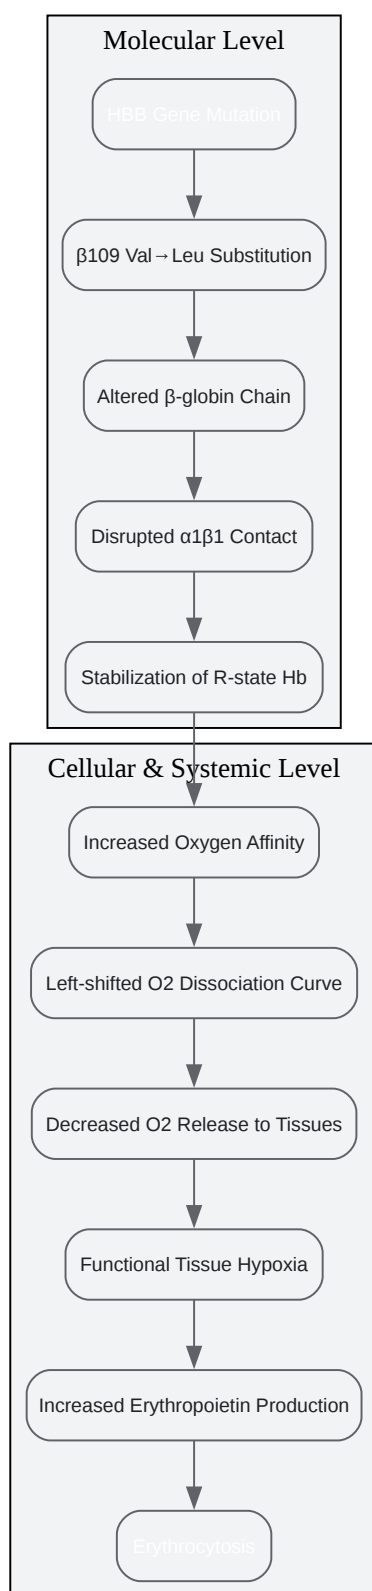 Molecular Level
HBB Gene Mutation
β109 Val→Leu Substitution
Altered β-globin Chain
Disrupted α1β1 Contact
Stabilization of R-state Hb
Cellular & Systemic Level
Increased Oxygen Affinity
Left-shifted O2 Dissociation Curve
Decreased O2 Release to Tissues
Functional Tissue Hypoxia
Increased Erythropoietin Production
Erythrocytosis